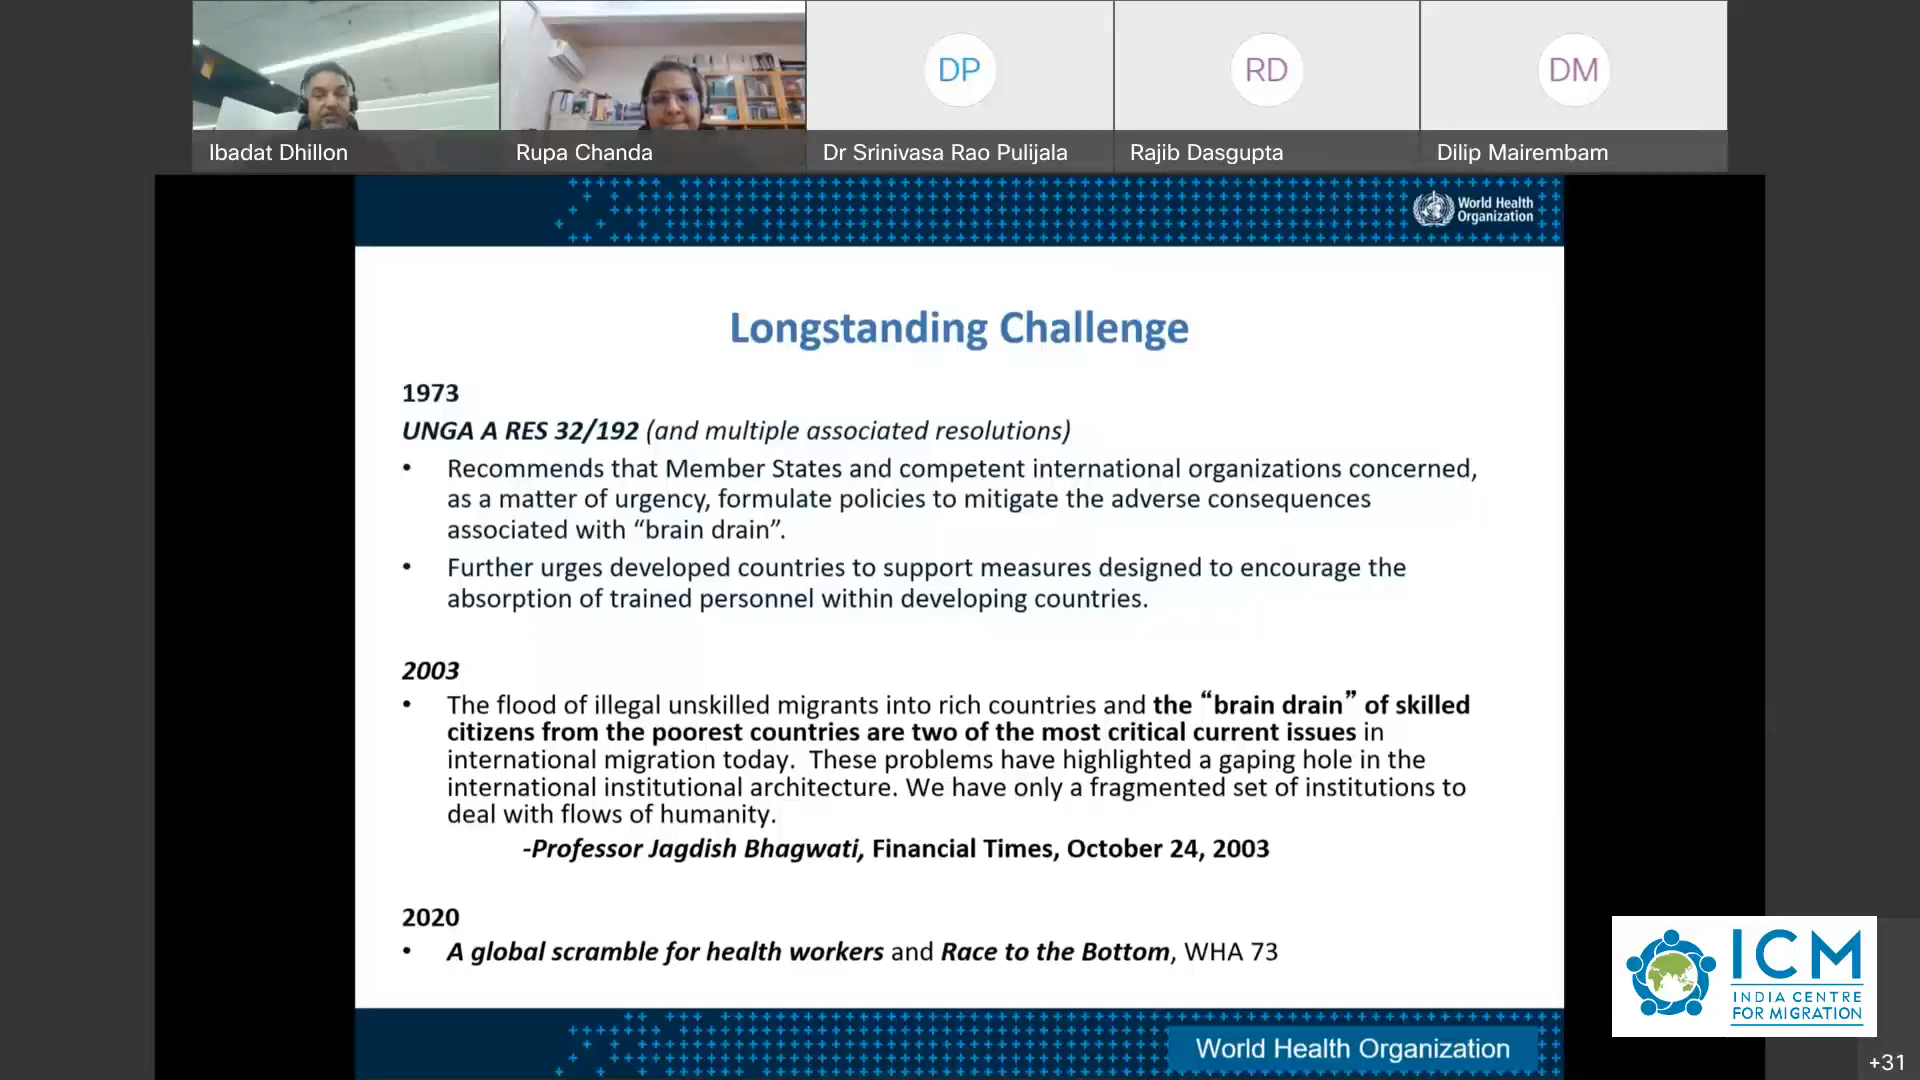 Ibadat Dhillon
Rupa Chanda
DP
Dr Srinivasa Rao Pulijala
RD
Rajib Dasgupta
DM
Dilip Mairembam
World Health
Organization
Longstanding Challenge
1973
UNGA A RES 32/192 (and multiple associated resolutions)
• Recommends that Member States and competent international organizations concerned,
as a matter of urgency, formulate policies to mitigate the adverse consequences
associated with “brain drain”.
• Further urges developed countries to support measures designed to encourage the
absorption of trained personnel within developing countries.
2003
• The flood of illegal unskilled migrants into rich countries and the “brain drain” of skilled
citizens from the poorest countries are two of the most critical current issues in
international migration today. These problems have highlighted a gaping hole in the
international institutional architecture. We have only a fragmented set of institutions to
deal with flows of humanity.
-Professor Jagdish Bhagwati, Financial Times, October 24, 2003
2020
• A global scramble for health workers and Race to the Bottom, WHA 73
World Health Organization
ICM
INDIA CENTRE
FOR MIGRATION
+31